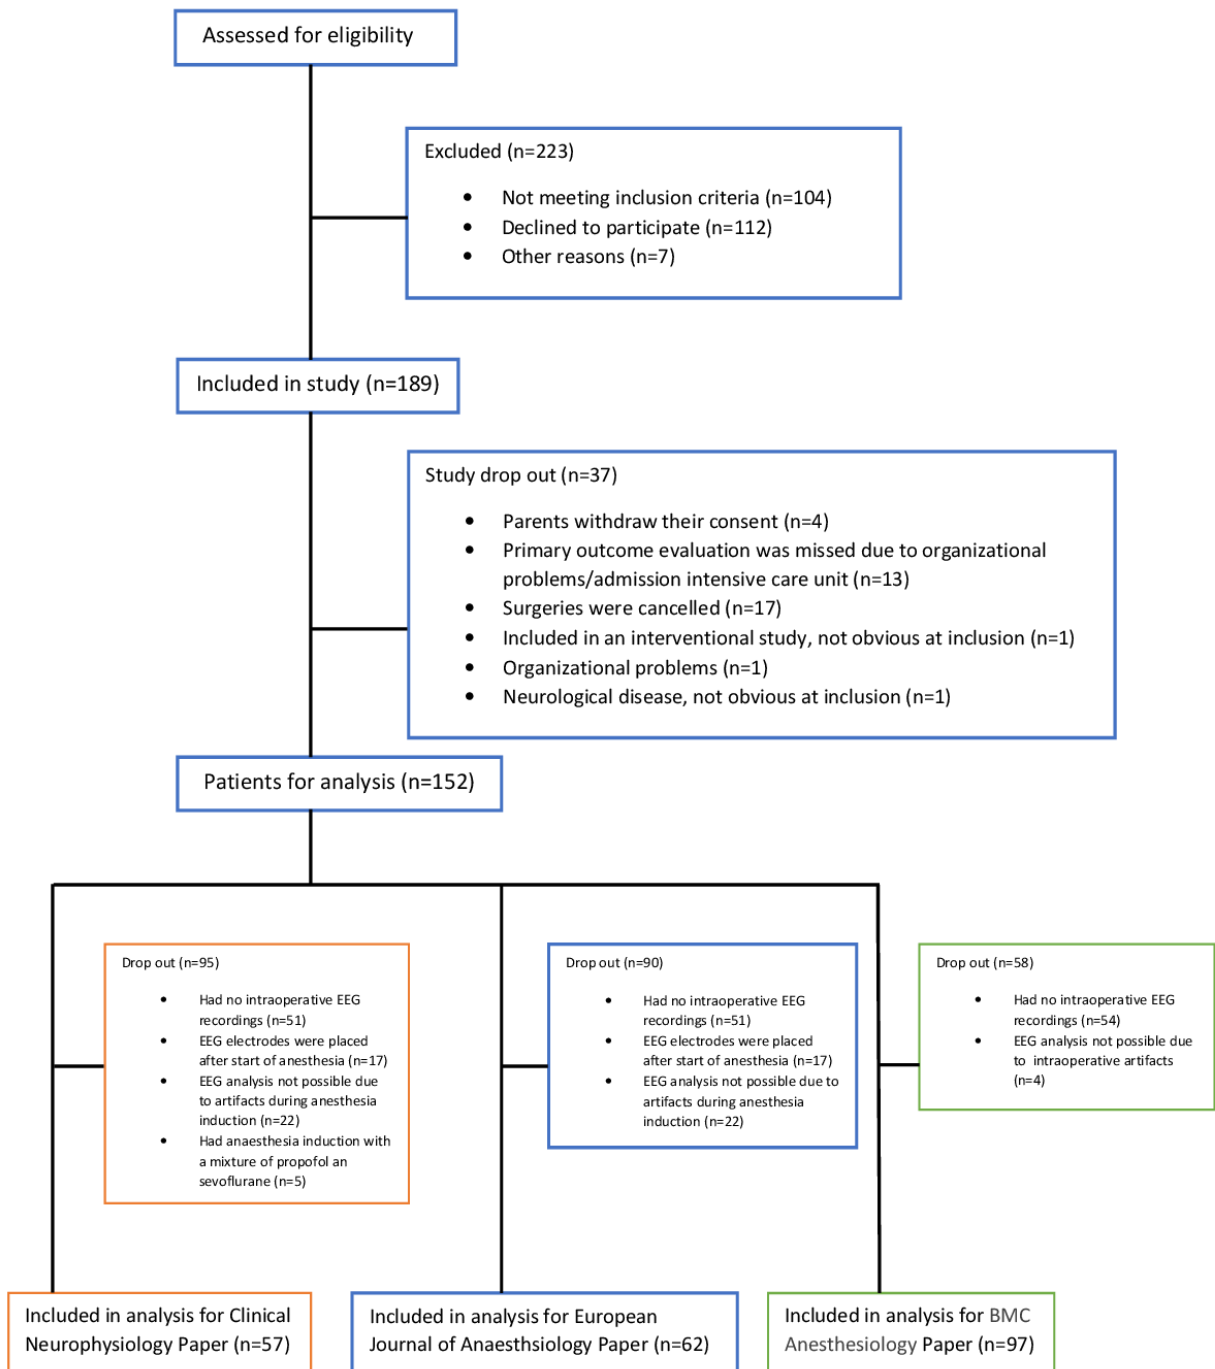 Assessed for eligibility
Excluded (n=223)
• Not meeting inclusion criteria (n=104)
• Declined to participate (n=112)
• Other reasons (n=7)
Included in study (n=189)
Study drop out (n=37)
• Parents withdraw their consent (n=4)
• Primary outcome evaluation was missed due to organizational
problems/admission intensive care unit (n=13)
• Surgeries were cancelled (n=17)
• Included in an interventional study, not obvious at inclusion (n=1)
• Organizational problems (n=1)
• Neurological disease, not obvious at inclusion (n=1)
Patients for analysis (n=152)
Drop out (n=95)
• Had no intraoperative EEG
recordings (n=51)
• EEG electrodes were placed
after start of anesthesia (n=17)
• EEG analysis not possible due
to artifacts during anesthesia
induction (n=22)
• Had anaesthesia induction with
a mixture of propofol an
sevoflurane (n=5)
Drop out (n=90)
• Had no intraoperative EEG
recordings (n=51)
• EEG electrodes were placed
after start of anesthesia (n=17)
• EEG analysis not possible due to
artifacts during anesthesia
induction (n=22)
Drop out (n=58)
• Had no intraoperative EEG
recordings (n=54)
• EEG analysis not possible due
to intraoperative artifacts
(n=4)
Included in analysis for Clinical
Neurophysiology Paper (n=57)
Included in analysis for European
Journal of Anaesthsiology Paper (n=62)
Included in analysis for BMC
Anesthesiology Paper (n=97)